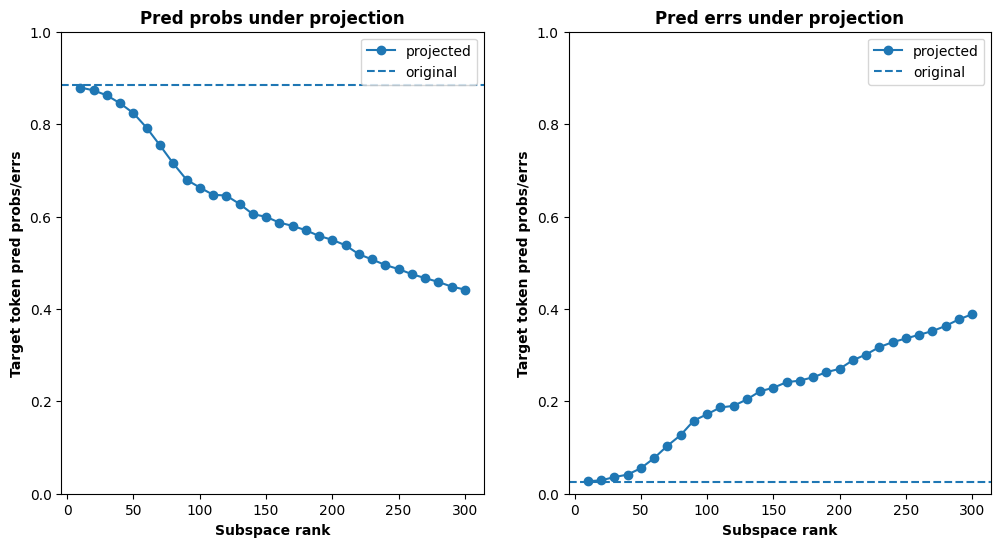 Pred probs under projection
Target token pred probs/errs
1.0
0.8
0.6
0.4
0.2
0.0
projected
original
0
50
100
150
200
250
300
Subspace rank
Pred errs under projection
Target token pred probs/errs
1.0
0.8
0.6
0.4
0.2
0.0
projected
original
0
50
100
150
200
250
300
Subspace rank